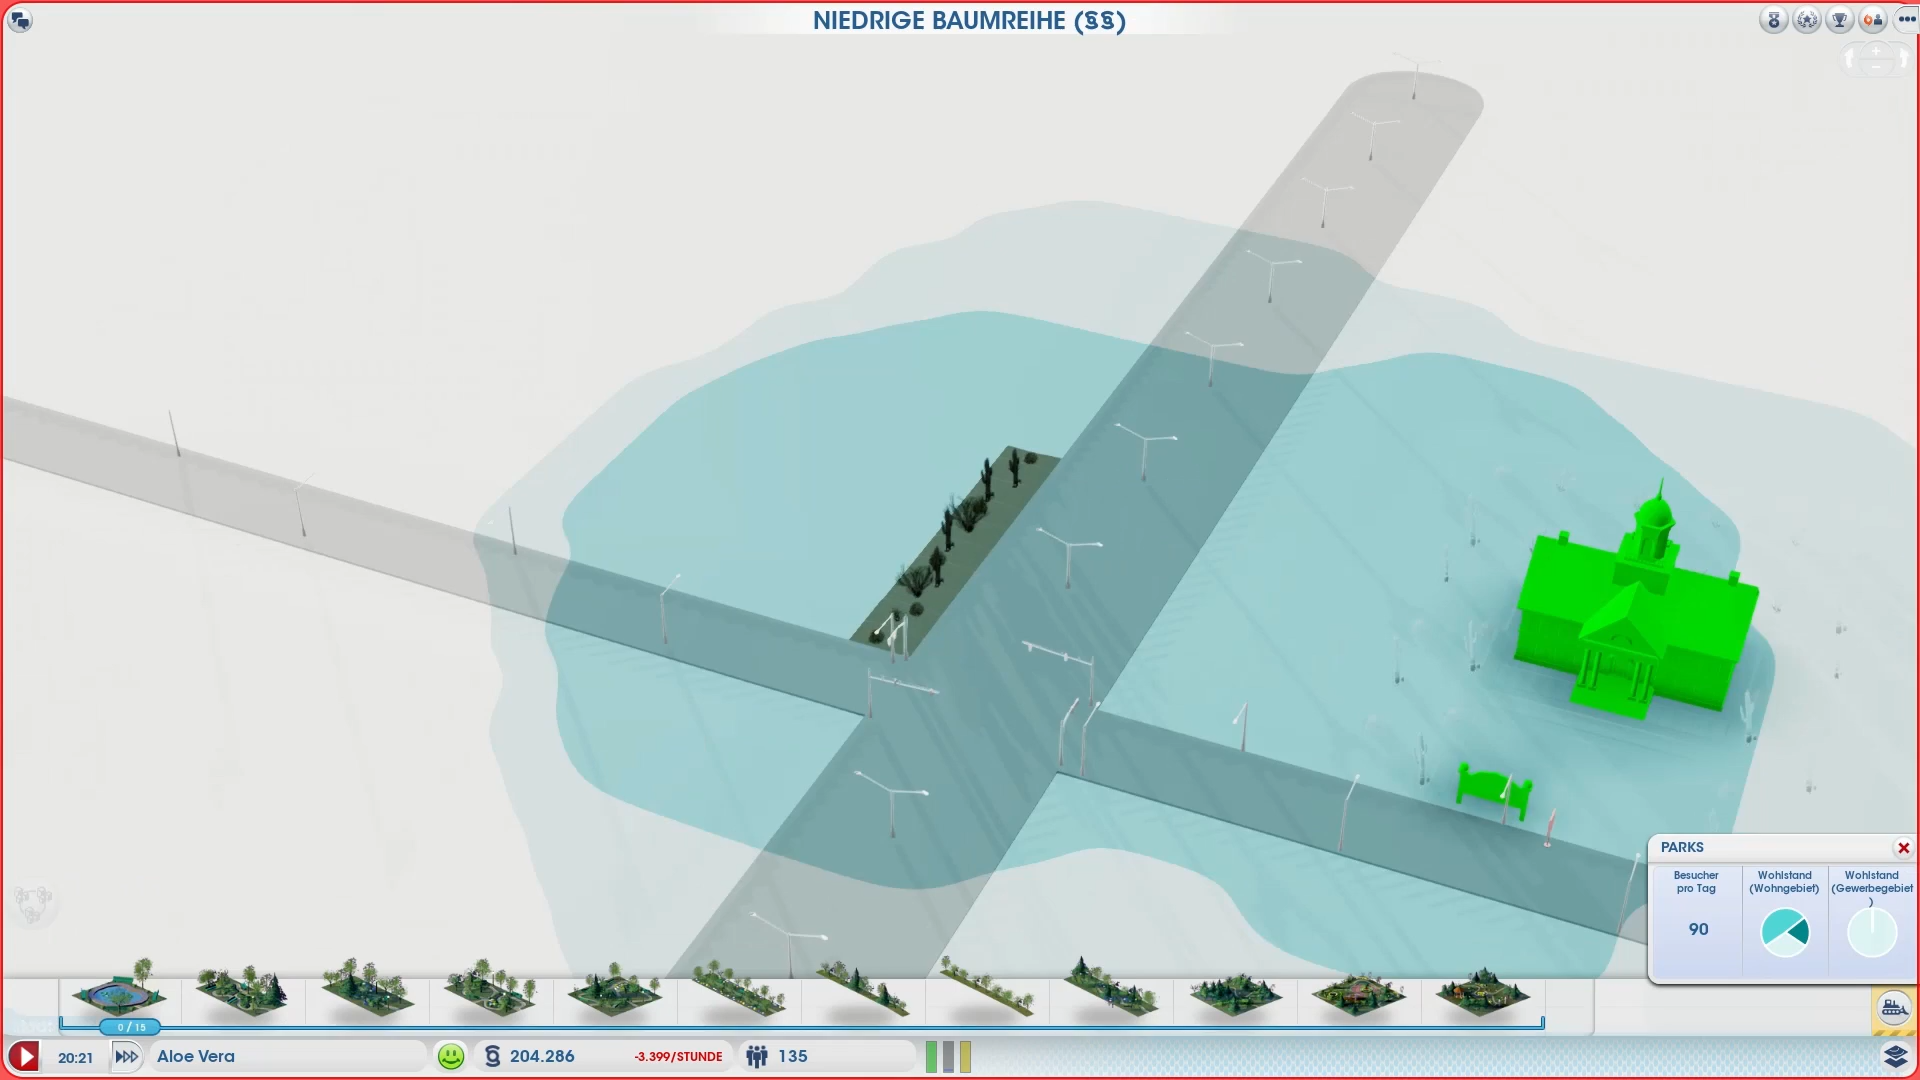 NIEDRIGE BAUMREIHE (§§)
PARKS
Besucher
pro Tag
Wohlstand
(Wohngebiet)
Wohlstand
(Gewerbegebiet
)
90
0 / 15
20:21
Aloe Vera
204.286
-3.399/STUNDE
135